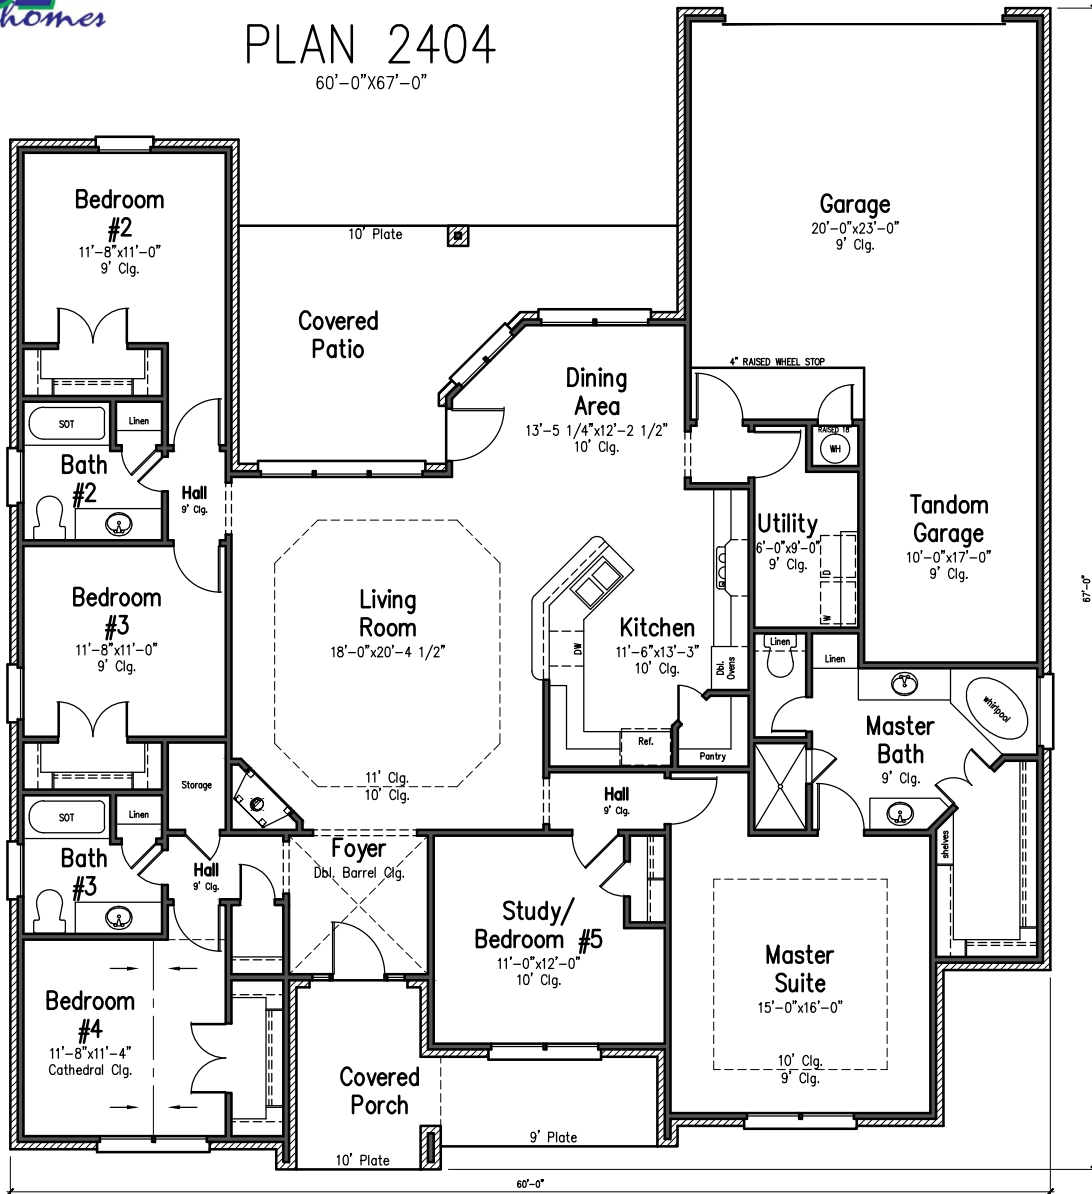 homes
PLAN 2404
60'-0"X67'-0"
Bedroom
#2
11'-8"x11'-0"
9' Clg.
10' Plate
Covered
Patio
Garage
20'-0"x23'-0"
9' Clg.
4" RAISED WHEEL STOP
Dining
Area
13'-5 1/4"x12'-2 1/2"
10' Clg.
RAISED 18"
WH
SOT
Linen
Bath
#2
Hall
9' Clg.
Utility
6'-0"x9'-0"
9' Clg.
D
W
Tandom
Garage
10'-0"x17'-0"
9' Clg.
67'-0"
Bedroom
#3
11'-8"x11'-0"
9' Clg.
Living
Room
18'-0"x20'-4 1/2"
11' Clg.
10' Clg.
Kitchen
11'-6"x13'-3"
10' Clg.
DW
Dbl.
Ovens
Ref.
Pantry
Linen
Linen
whirlpool
Master
Bath
9' Clg.
shelves
Storage
SOT
Linen
Bath
#3
Hall
9' Clg.
Hall
9' Clg.
Foyer
Dbl. Barrel Clg.
Study/
Bedroom #5
11'-0"x12'-0"
10' Clg.
Master
Suite
15'-0"x16'-0"
10' Clg.
9' Clg.
Bedroom
#4
11'-8"x11'-4"
Cathedral Clg.
Covered
Porch
9' Plate
10' Plate
60'-0"